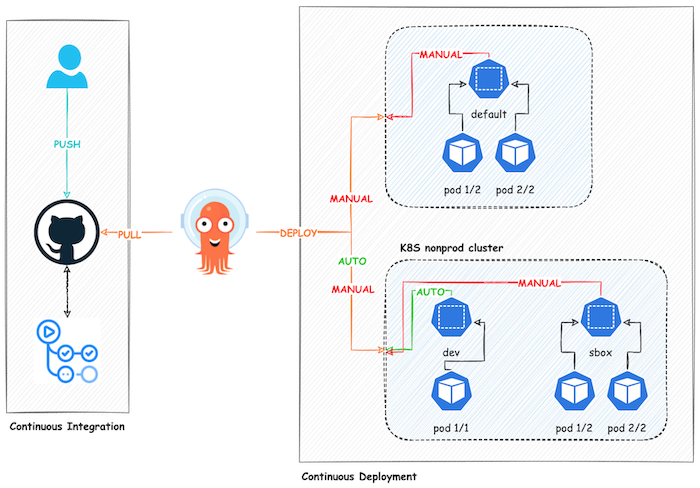 MANUAL
default
PUSH
pod 1/2
pod 2/2
MANUAL
PULL
DEPLOY
K8S nonprod cluster
AUTO
MANUAL
AUTO
MANUAL
dev
sbox
pod 1/1
pod 1/2
pod 2/2
Continuous Integration
Continuous Deployment